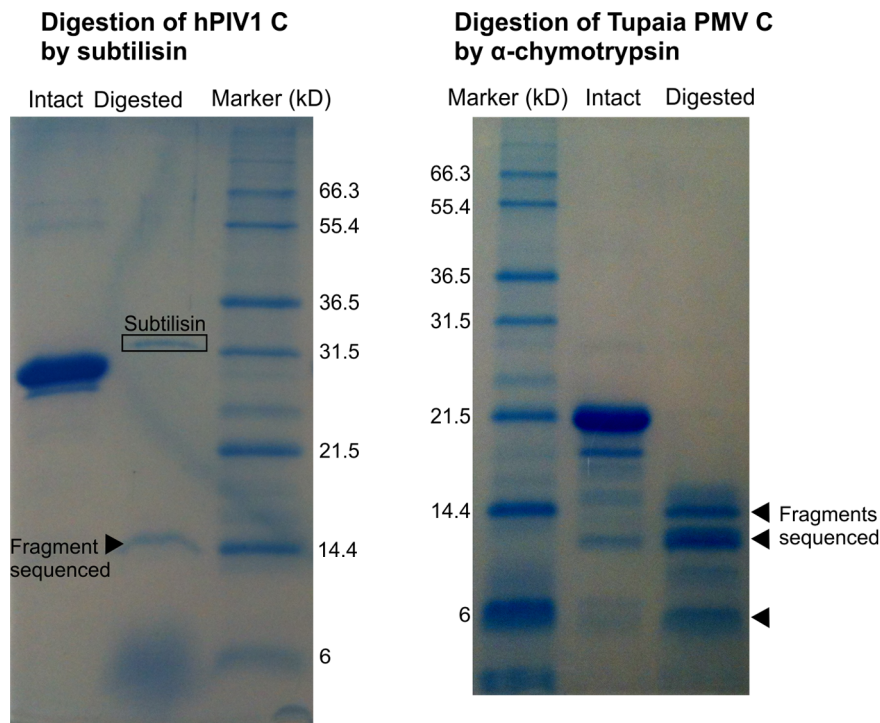 Digestion of hPIV1 C
by subtilisin
Intact Digested Marker (kD)
66.3
55.4
36.5
Subtilisin
31.5
21.5
14.4
Fragment
sequenced
6
Digestion of Tupaia PMV C
by α-chymotrypsin
Marker (kD) Intact Digested
66.3
55.4
36.5
31.5
21.5
14.4
Fragments
sequenced
6